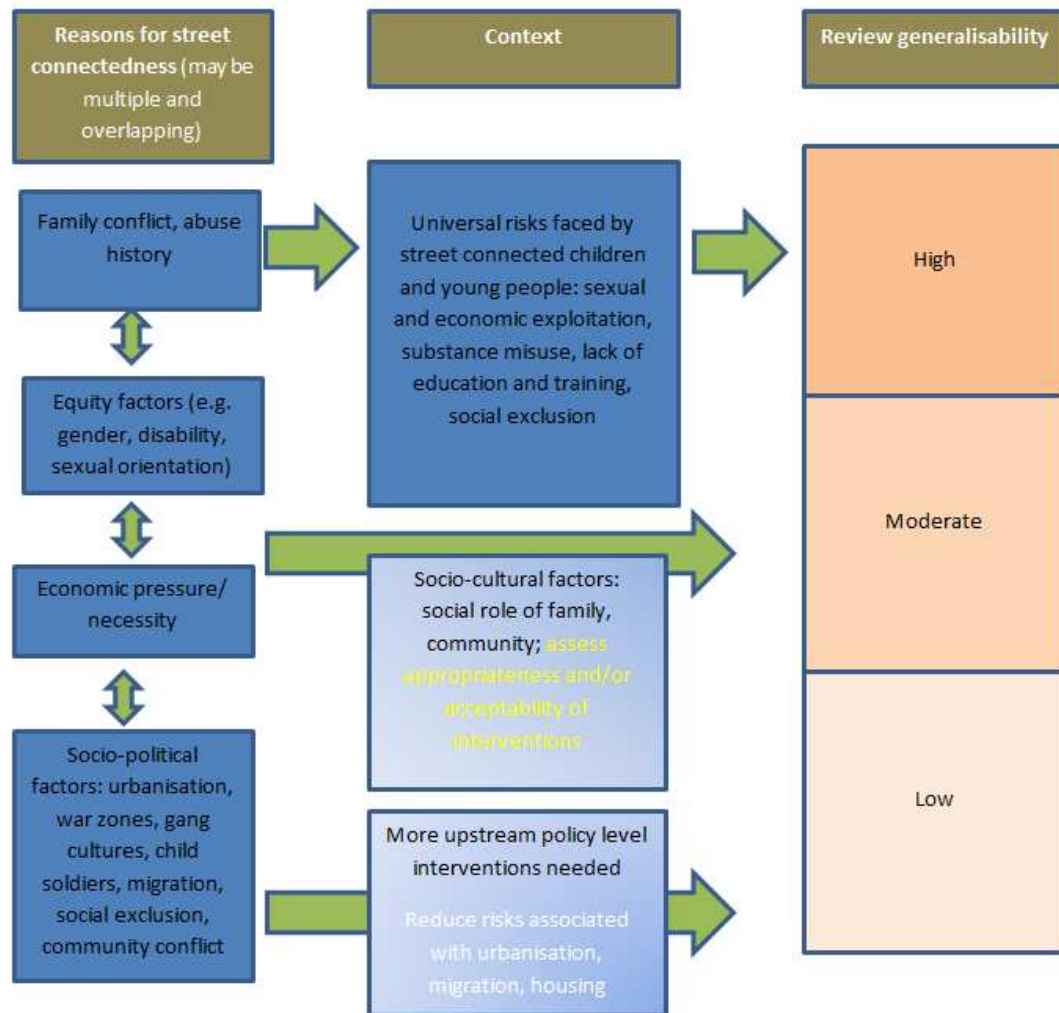 Reasons for street
connectedness (may be
multiple and
overlapping)
Context
Review generalisability
Family conflict, abuse
history
Universal risks faced by
street connected children
and young people: sexual
and economic exploitation,
substance misuse, lack of
education and training,
social exclusion
High
Equity factors (e.g.
gender, disability,
sexual orientation)
Moderate
Economic pressure/
necessity
Socio-cultural factors:
social role of family,
community; assess
appropriateness and/or
acceptability of
interventions
Socio-political
factors: urbanisation,
war zones, gang
cultures, child
soldiers, migration,
social exclusion,
community conflict
Low
More upstream policy level
interventions needed
Reduce risks associated
with urbanisation,
migration, housing